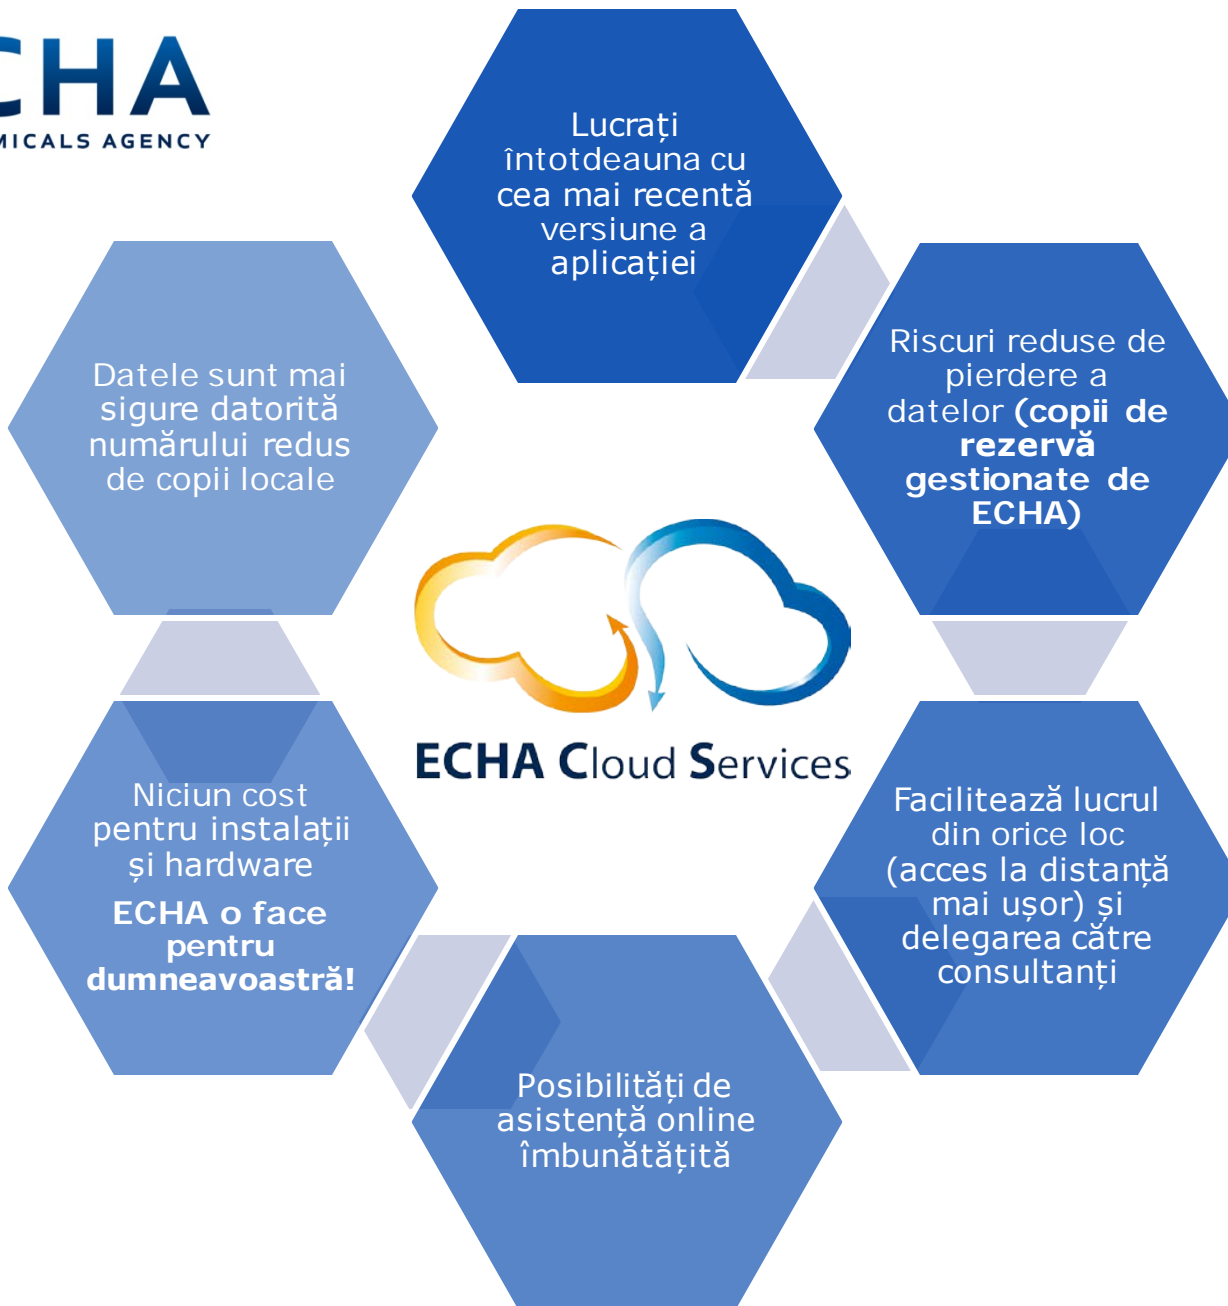 CHA
MICALS AGENCY
Lucrați
întotdeauna cu
cea mai recentă
versiune a
aplicației
Riscuri reduse de
pierdere a
datelor (copii de
rezervă
gestionate de
ECHA)
Facilitează lucrul
din orice loc
(acces la distanță
mai ușor) și
delegarea către
consultanți
Posibilități de
asistență online
îmbunătățită
Niciun cost
pentru instalații
și hardware
ECHA o face
pentru
dumneavoastră!
Datele sunt mai
sigure datorită
numărului redus
de copii locale
ECHA Cloud Services